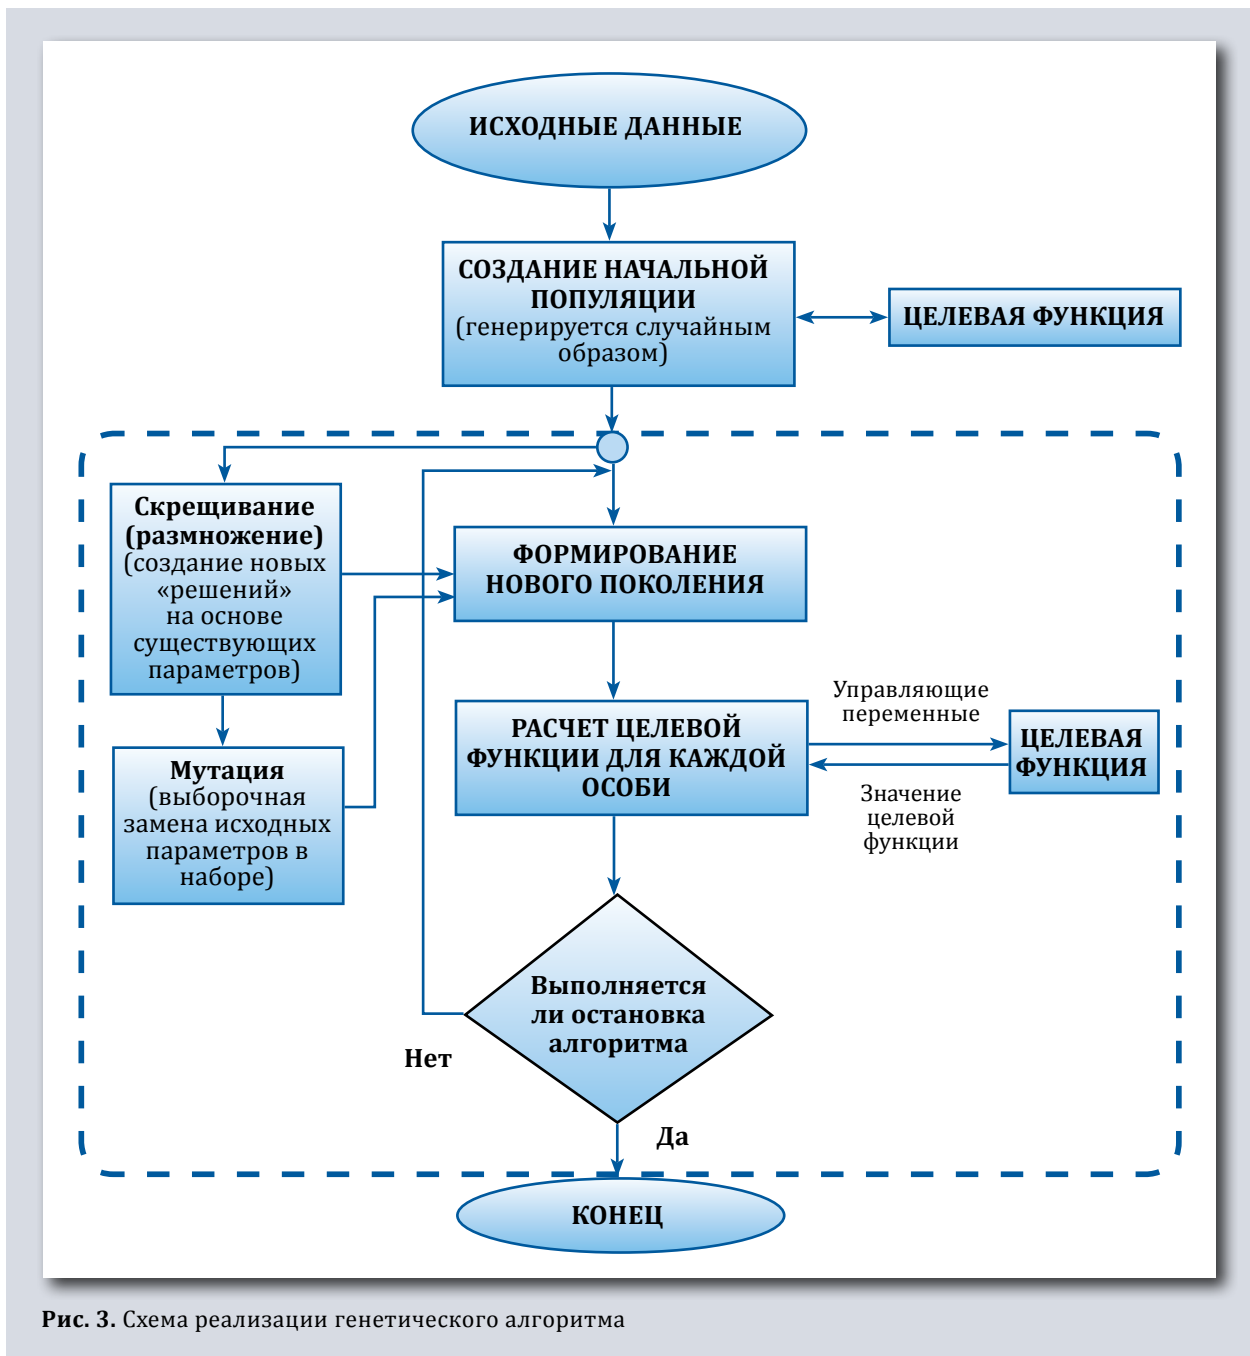 ИСХОДНЫЕ ДАННЫЕ
СОЗДАНИЕ НАЧАЛЬНОЙ
ПОПУЛЯЦИИ
(генерируется случайным
образом)
ЦЕЛЕВАЯ ФУНКЦИЯ
Скрещивание
(размножение)
(создание новых
«решений»
на основе
существующих
параметров)
ФОРМИРОВАНИЕ
НОВОГО ПОКОЛЕНИЯ
Мутация
(выборочная
замена исходных
параметров в
наборе)
РАСЧЕТ ЦЕЛЕВОЙ
ФУНКЦИИ ДЛЯ КАЖДОЙ
ОСОБИ
Управляющие
переменные
ЦЕЛЕВАЯ
ФУНКЦИЯ
Значение
целевой
функции
Выполняется
ли остановка
алгоритма
Нет
Да
КОНЕЦ
Рис. 3. Схема реализации генетического алгоритма